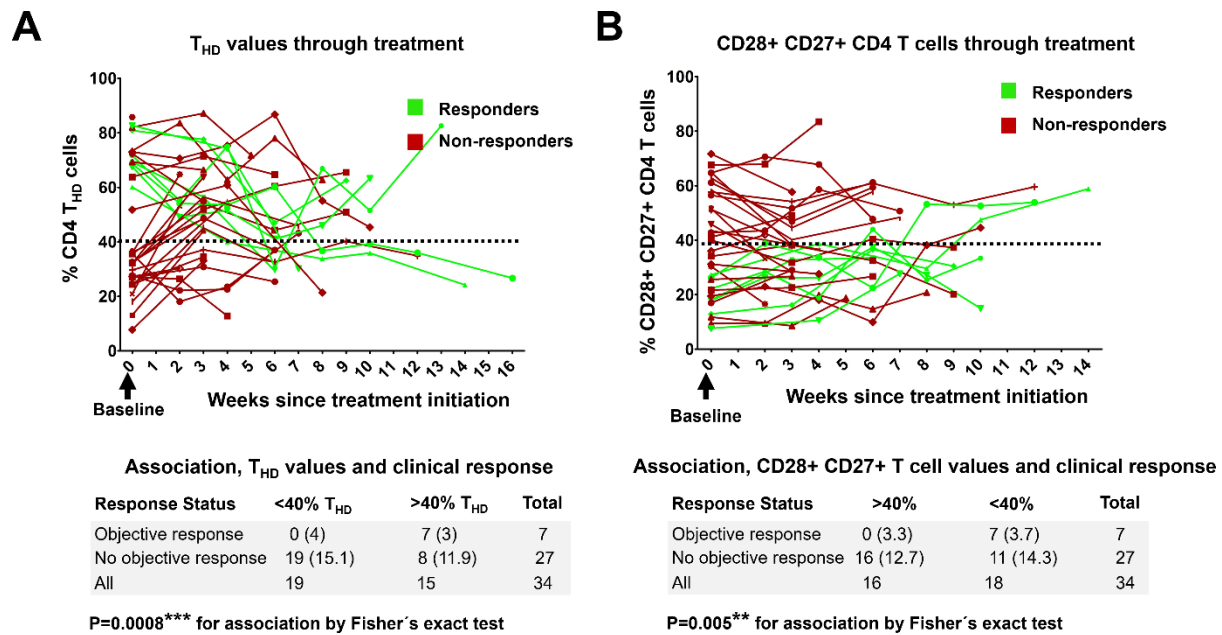 A
T_HD values through treatment
% CD4 T_HD cells
100
80
60
40
20
0
Responders
Non-responders
0 1 2 3 4 5 6 7 8 9 10 11 12 13 14 15 16
Baseline
Weeks since treatment initiation
Association, T_HD values and clinical response
Response Status <40% T_HD >40% T_HD Total
Objective response 0 (4) 7 (3) 7
No objective response 19 (15.1) 8 (11.9) 27
All 19 15 34
P=0.0008*** for association by Fisher´s exact test
B
CD28+ CD27+ CD4 T cells through treatment
% CD28+ CD27+ CD4 T cells
100
80
60
40
20
0
Responders
Non-responders
0 1 2 3 4 5 6 7 8 9 10 11 12 13 14
Baseline
Weeks since treatment initiation
Association, CD28+ CD27+ T cell values and clinical response
Response Status >40% <40% Total
Objective response 0 (3.3) 7 (3.7) 7
No objective response 16 (12.7) 11 (14.3) 27
All 16 18 34
P=0.005** for association by Fisher´s exact test